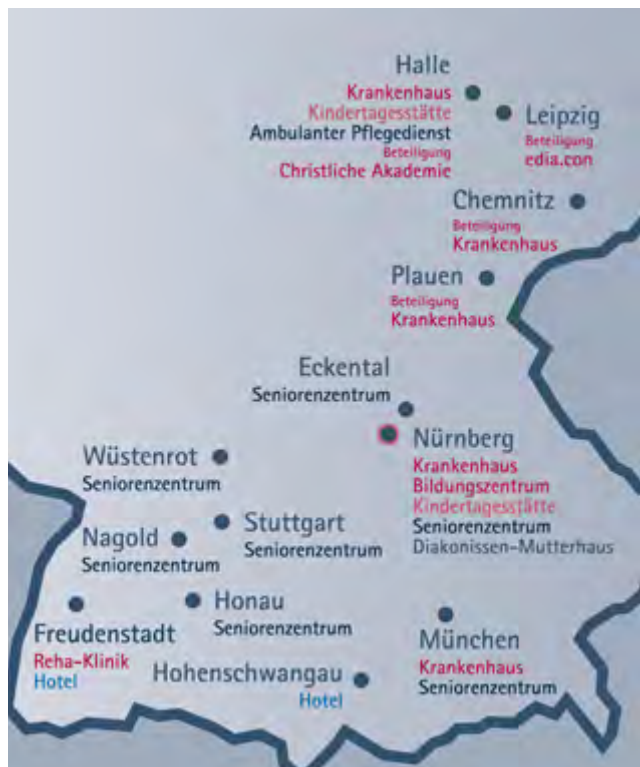 Halle
Krankenhaus
Kindertagesstätte
Ambulanter Pflegedienst
Beteiligung
Christliche Akademie
Leipzig
Beteiligung
edia.con
Chemnitz
Beteiligung
Krankenhaus
Plauen
Beteiligung
Krankenhaus
Eckental
Seniorenzentrum
Nürnberg
Krankenhaus
Bildungszentrum
Kindertagesstätte
Seniorenzentrum
Diakonissen-Mutterhaus
Wüstenrot
Seniorenzentrum
Stuttgart
Seniorenzentrum
Nagold
Seniorenzentrum
Honau
Seniorenzentrum
Freudenstadt
Reha-Klinik
Hotel
München
Krankenhaus
Seniorenzentrum
Hohenschwangau
Hotel